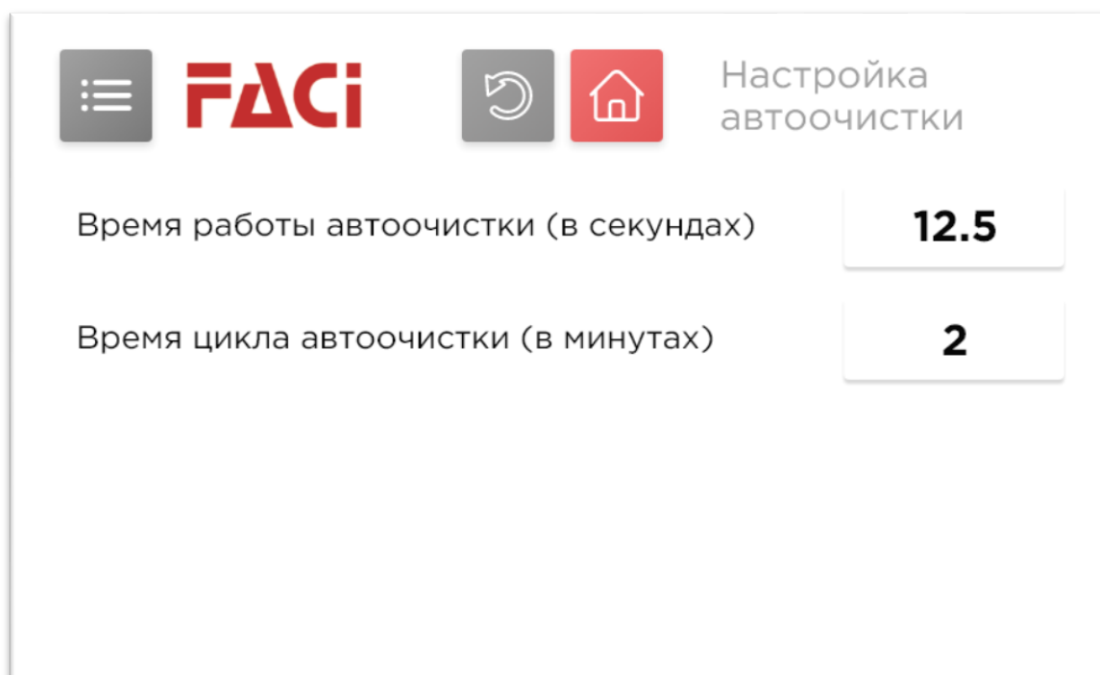 FACi
Настройка
автоочистки
Время работы автоочистки (в секундах)
12.5
Время цикла автоочистки (в минутах)
2